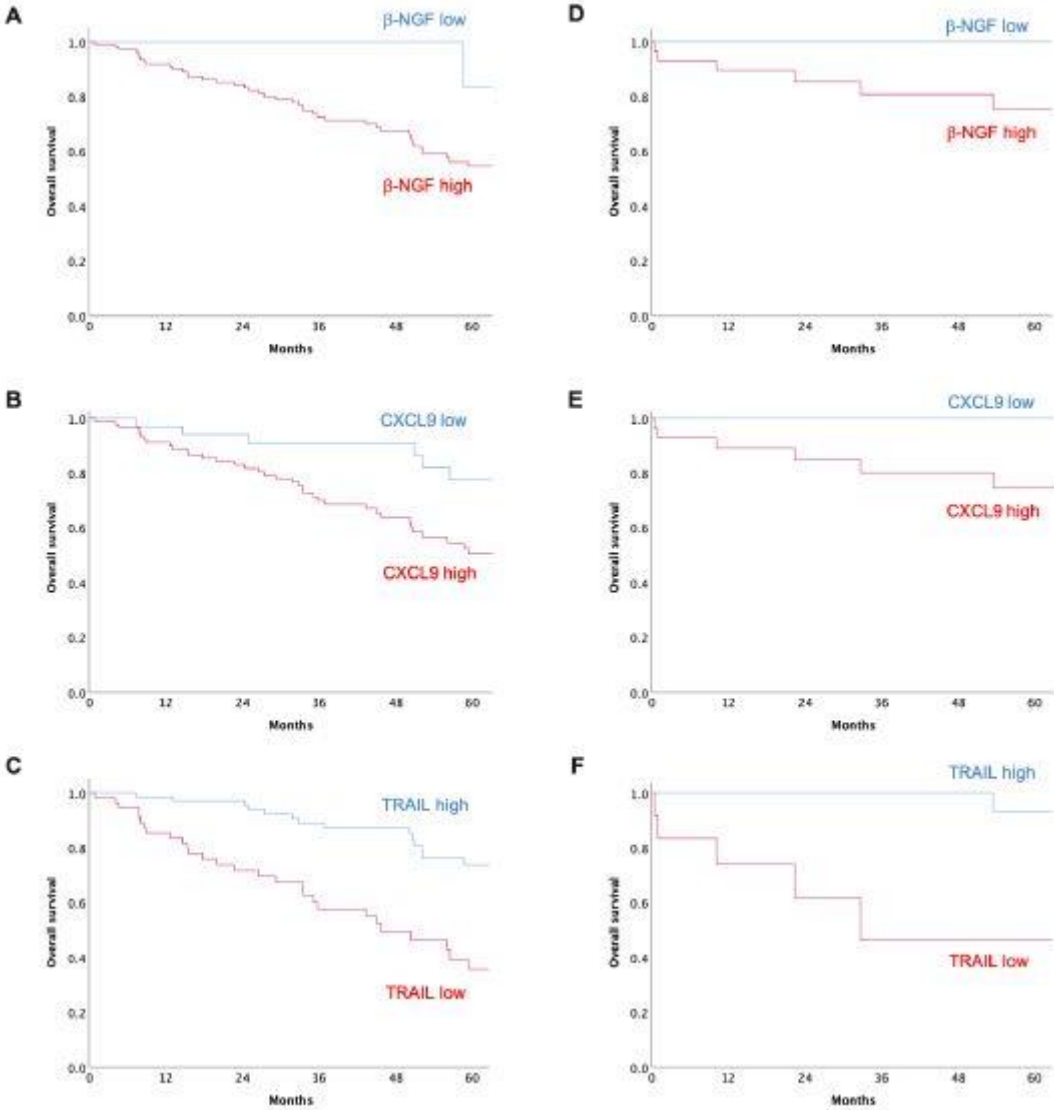 A
β-NGF low
1.0
0.8
0.6
0.4
0.2
0.0
Overall survival
β-NGF high
0 12 24 36 48 60
Months
D
β-NGF low
1.0
0.8
0.6
0.4
0.2
0.0
Overall survival
β-NGF high
0 12 24 36 48 60
Months
B
CXCL9 low
1.0
0.8
0.6
0.4
0.2
0.0
Overall survival
CXCL9 high
0 12 24 36 48 60
Months
E
CXCL9 low
1.0
0.8
0.6
0.4
0.2
0.0
Overall survival
CXCL9 high
0 12 24 36 48 60
Months
C
TRAIL high
1.0
0.8
0.6
0.4
0.2
0.0
Overall survival
TRAIL low
0 12 24 36 48 60
Months
F
TRAIL high
1.0
0.8
0.6
0.4
0.2
0.0
Overall survival
TRAIL low
0 12 24 36 48 60
Months